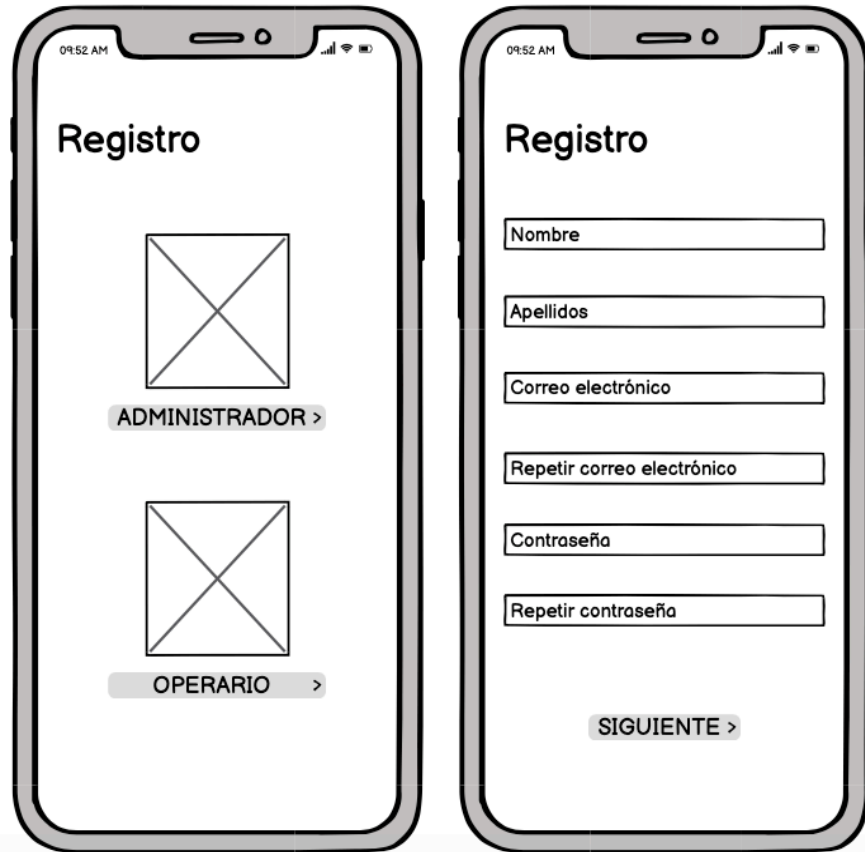 09:52 AM
Registro
ADMINISTRADOR >
OPERARIO >
09:52 AM
Registro
Nombre
Apellidos
Correo electrónico
Repetir correo electrónico
Contraseña
Repetir contraseña
SIGUIENTE >